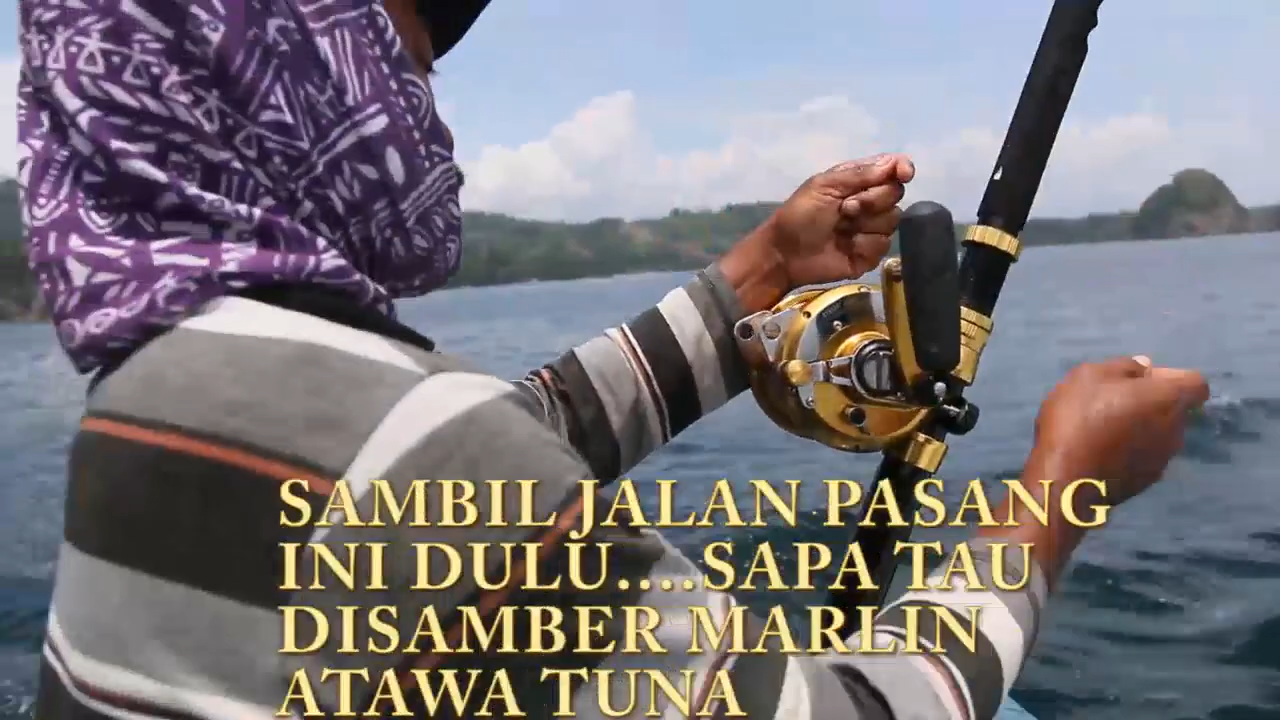 SAMBIL JALAN PASANG
INI DULU....SAPA TAU
DISAMBER MARLIN
ATAWA TUNA